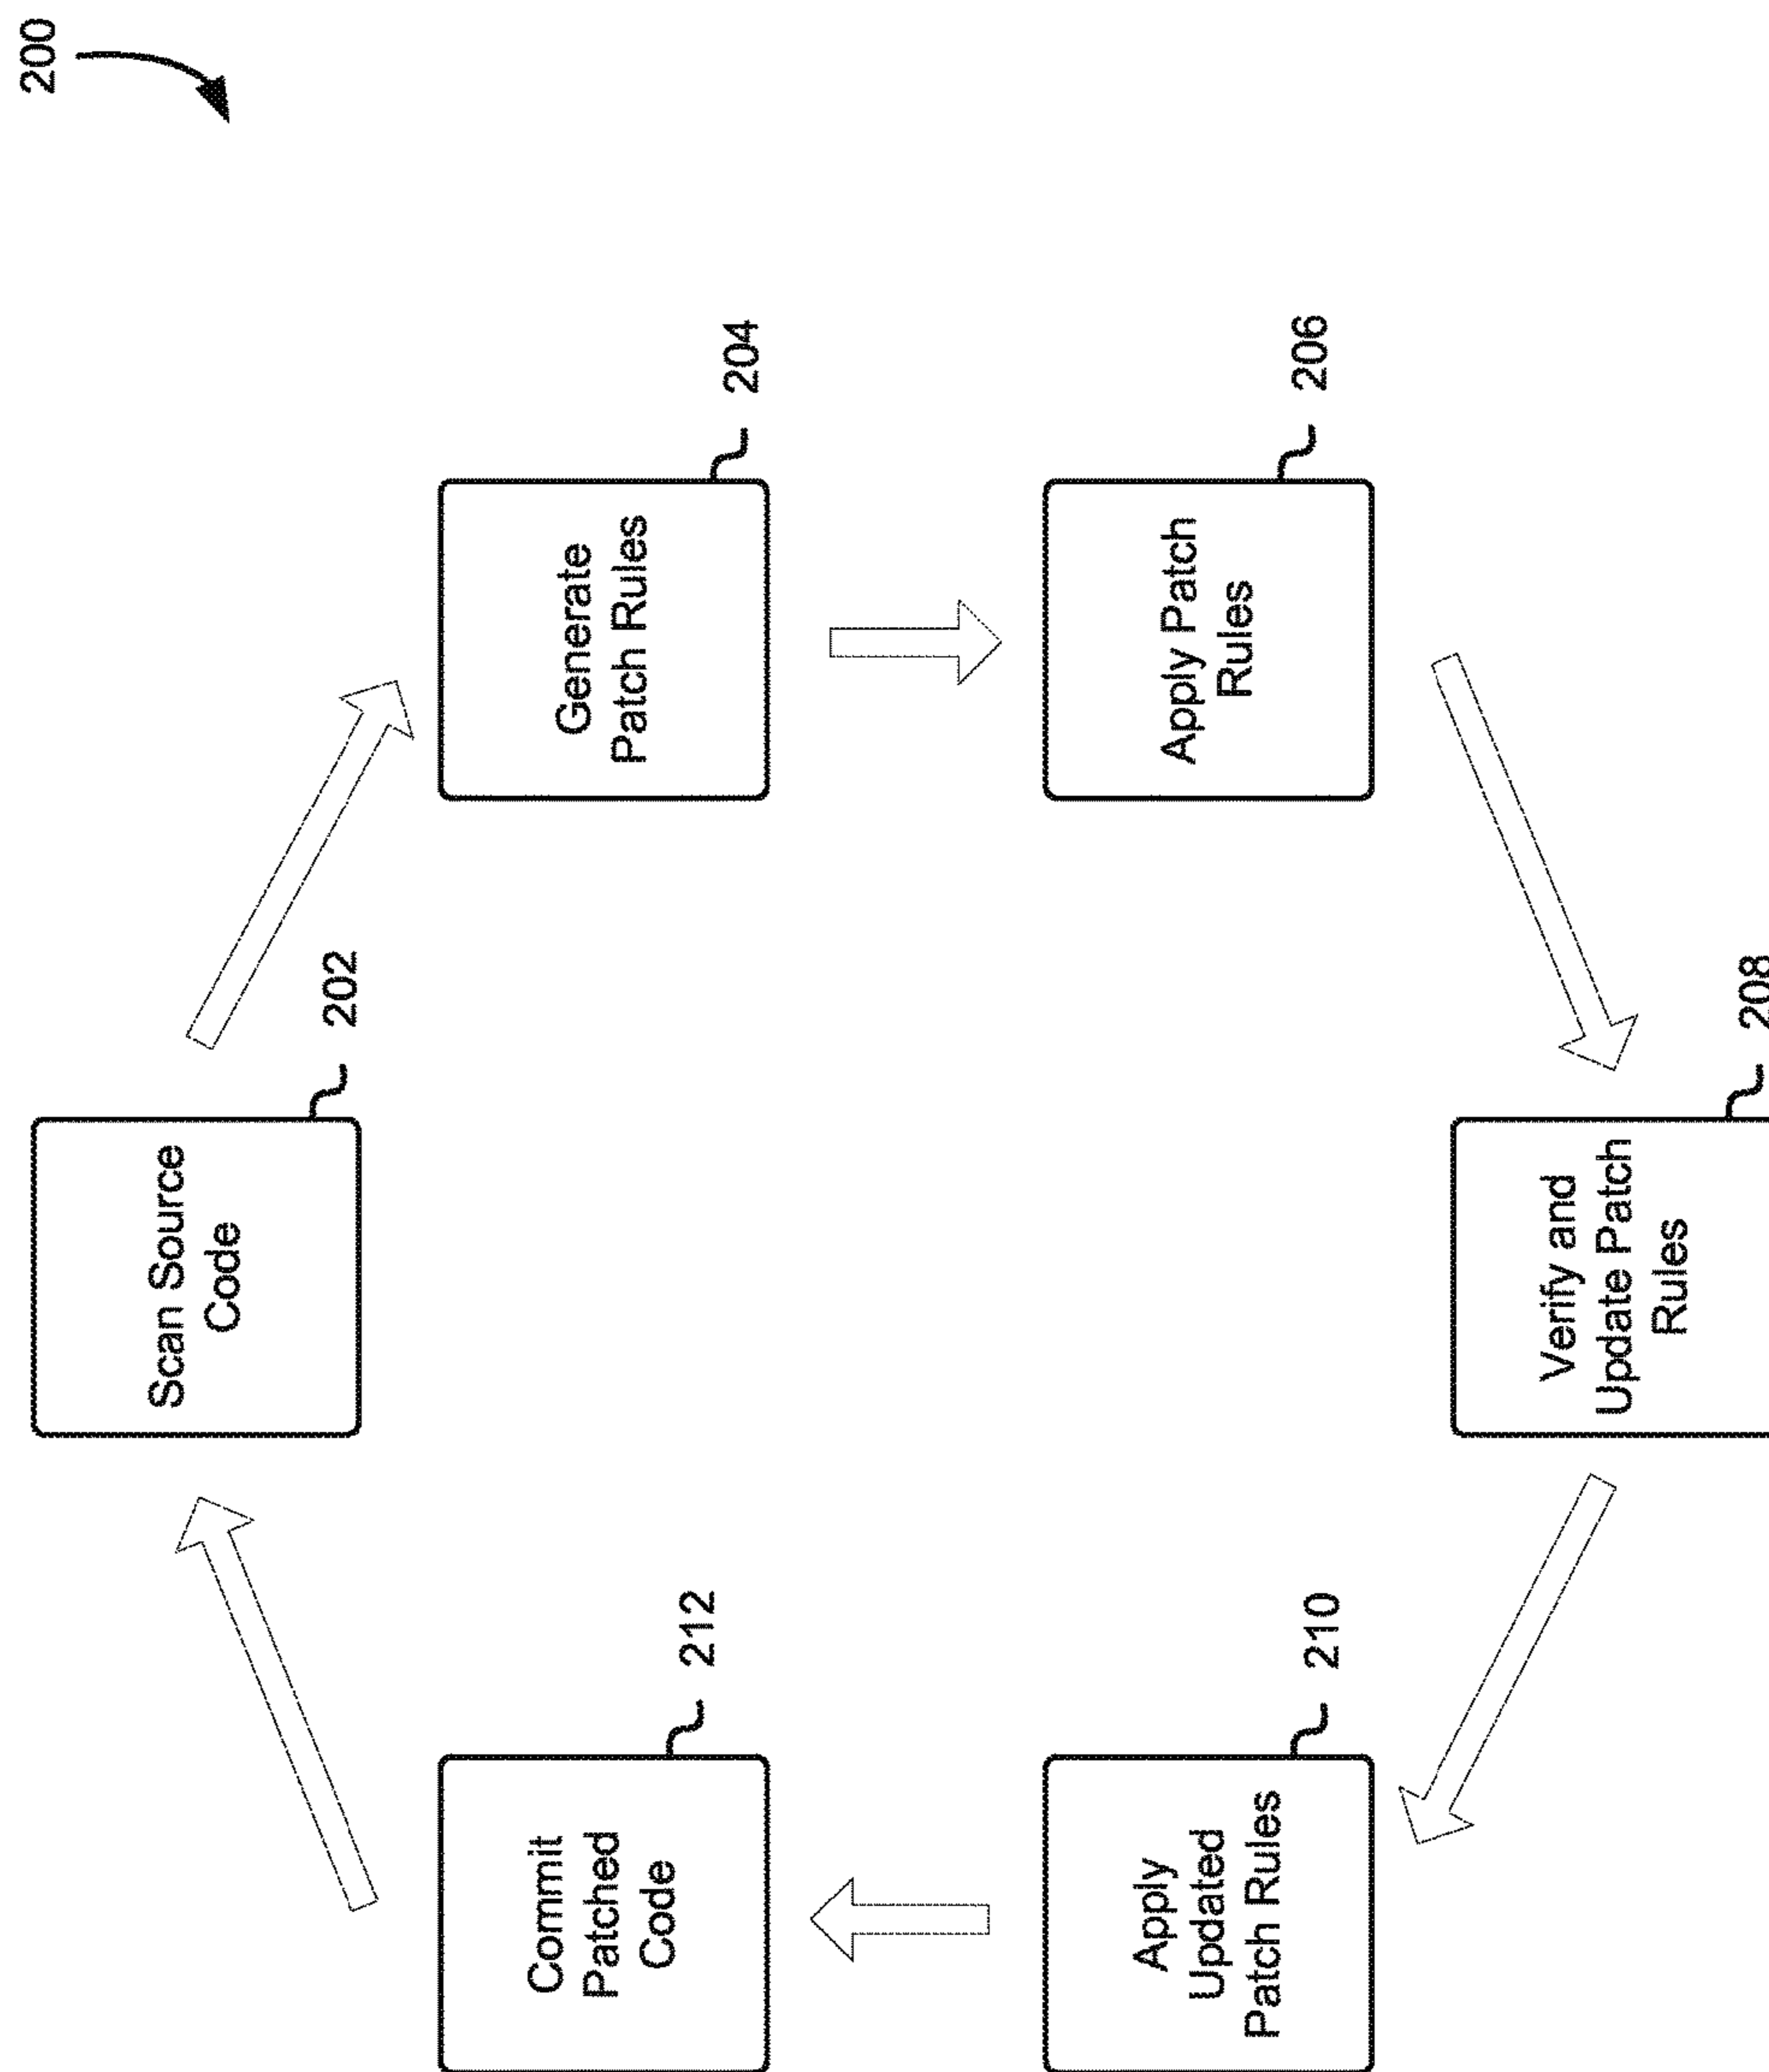 200
Scan Source
Code
202
Generate
Patch Rules
204
Apply Patch
Rules
206
Verify and
Update Patch
Rules
208
Apply
Updated
Patch Rules
210
Commit
Patched
Code
212